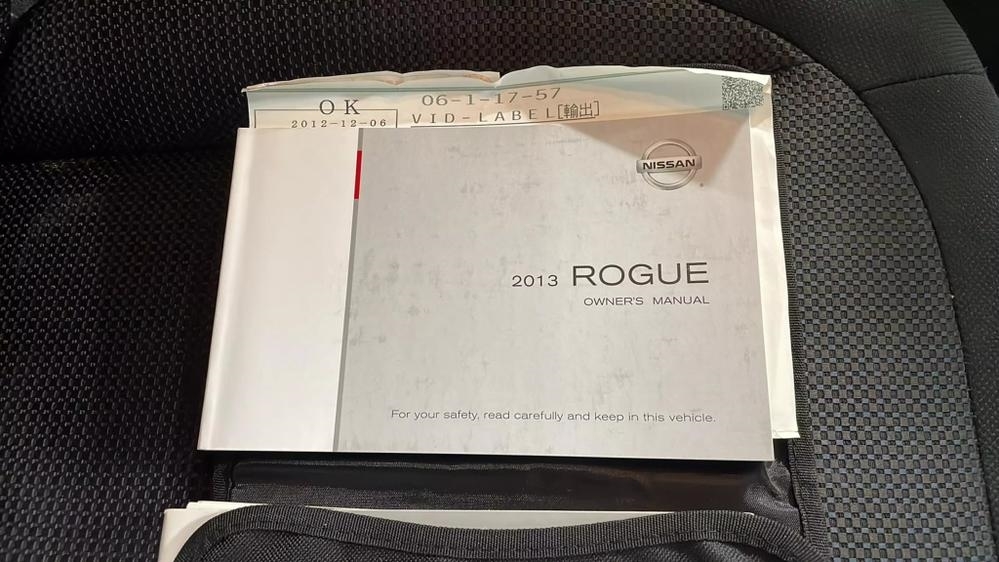 06-1-17-57
OK
2012-12-06
VID-LABEL[輸出]
NISSAN
2013 ROGUE
OWNER'S MANUAL
For your safety, read carefully and keep in this vehicle.